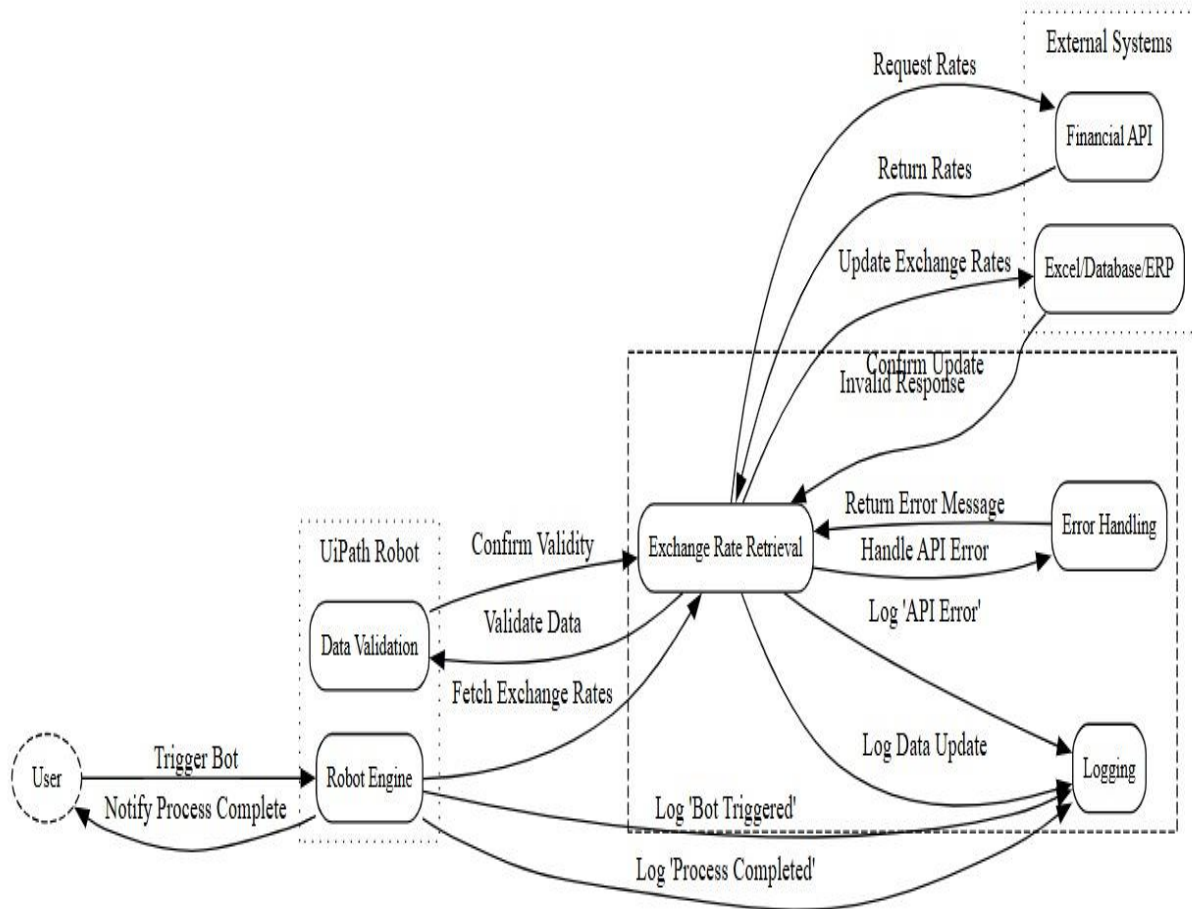 External Systems
Request Rates
Financial API
Return Rates
Update Exchange Rates
Excel/Database/ERP
Confirm Update
Invalid Response
Return Error Message
Error Handling
UiPath Robot
Confirm Validity
Exchange Rate Retrieval
Handle API Error
Log 'API Error'
Validate Data
Data Validation
Fetch Exchange Rates
Log Data Update
Logging
Trigger Bot
User
Robot Engine
Notify Process Complete
Log 'Bot Triggered'
Log 'Process Completed'